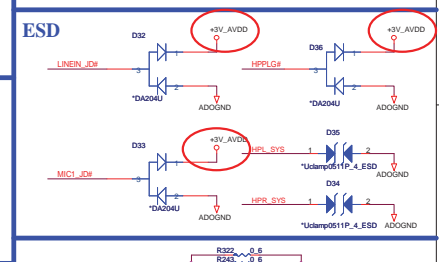 ESD
D32
+3V_AVDD
LINEIN_JD#
3
1
2
*DA204U
ADOGND
D36
+3V_AVDD
HPPLG#
3
1
2
*DA204U
ADOGND
D33
+3V_AVDD
MIC1_JD#
3
1
2
*DA204U
ADOGND
D35
HPL_SYS
1
2
*Uclamp0511P_4_ESD
D34
HPR_SYS
1
2
*Uclamp0511P_4_ESD
ADOGND
R322 0_6
R243 0_6